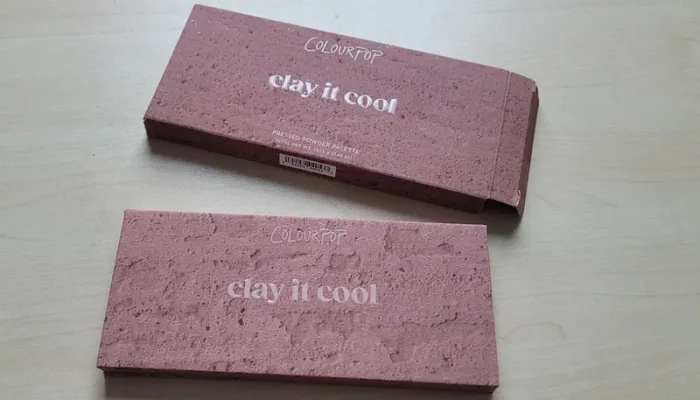 COLOURPOP
clay it cool
PRESSED POWDER PALETTE
COLOURPOP
clay it cool